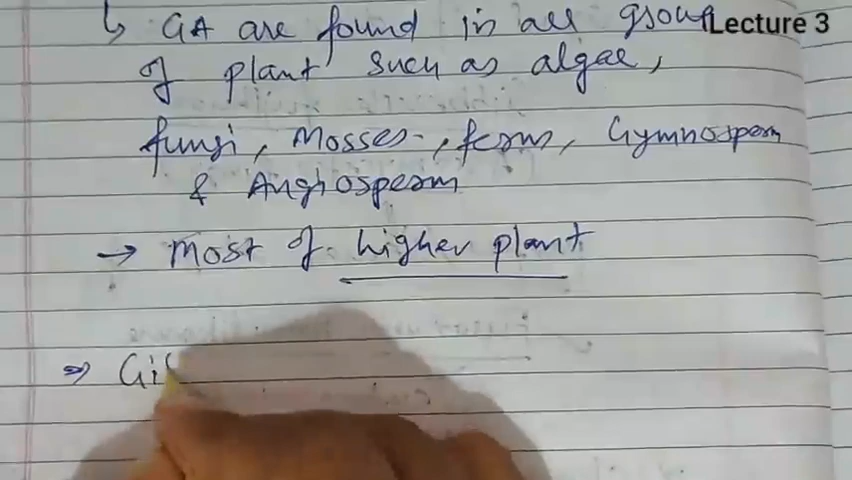 ↳ GA are found in all group
Lecture 3
of plant such as algae,
fungi, Mosses-, ferns, Gymnosperm
& Angiosperm
→ Most of higher plant
⇒ Gib